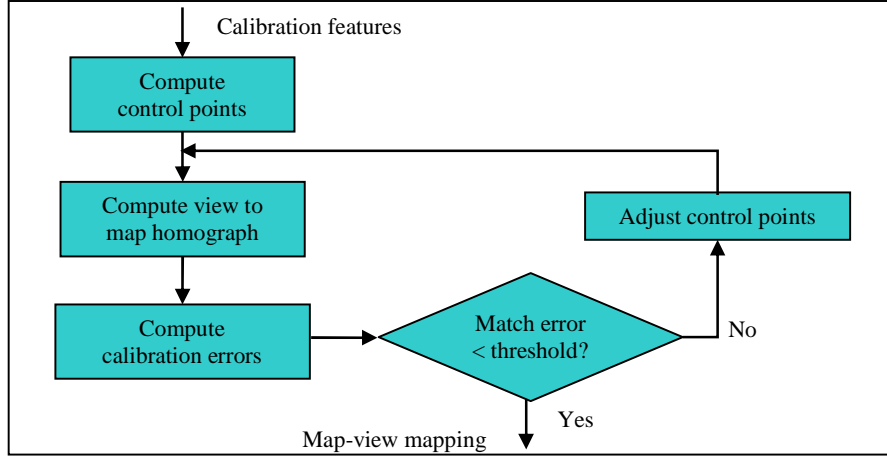 Calibration features
Compute
control points
Compute view to
map homograph
Adjust control points
Compute
calibration errors
Match error
< threshold?
No
Yes
Map-view mapping